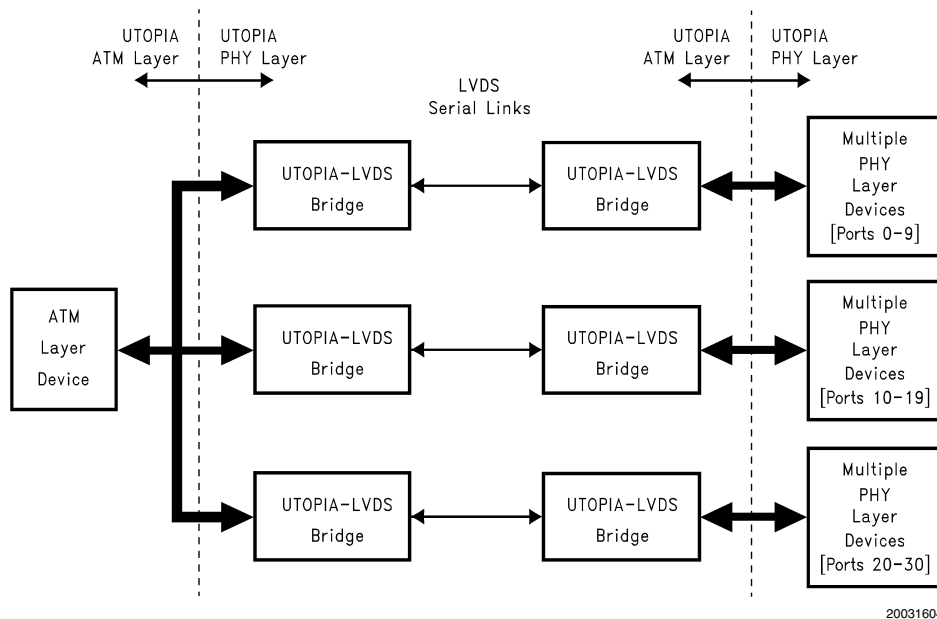 UTOPIA
ATM Layer
UTOPIA
PHY Layer
LVDS
Serial Links
UTOPIA
ATM Layer
UTOPIA
PHY Layer
ATM
Layer
Device
UTOPIA-LVDS
Bridge
UTOPIA-LVDS
Bridge
Multiple
PHY
Layer
Devices
[Ports 0-9]
UTOPIA-LVDS
Bridge
UTOPIA-LVDS
Bridge
Multiple
PHY
Layer
Devices
[Ports 10-19]
UTOPIA-LVDS
Bridge
UTOPIA-LVDS
Bridge
Multiple
PHY
Layer
Devices
[Ports 20-30]